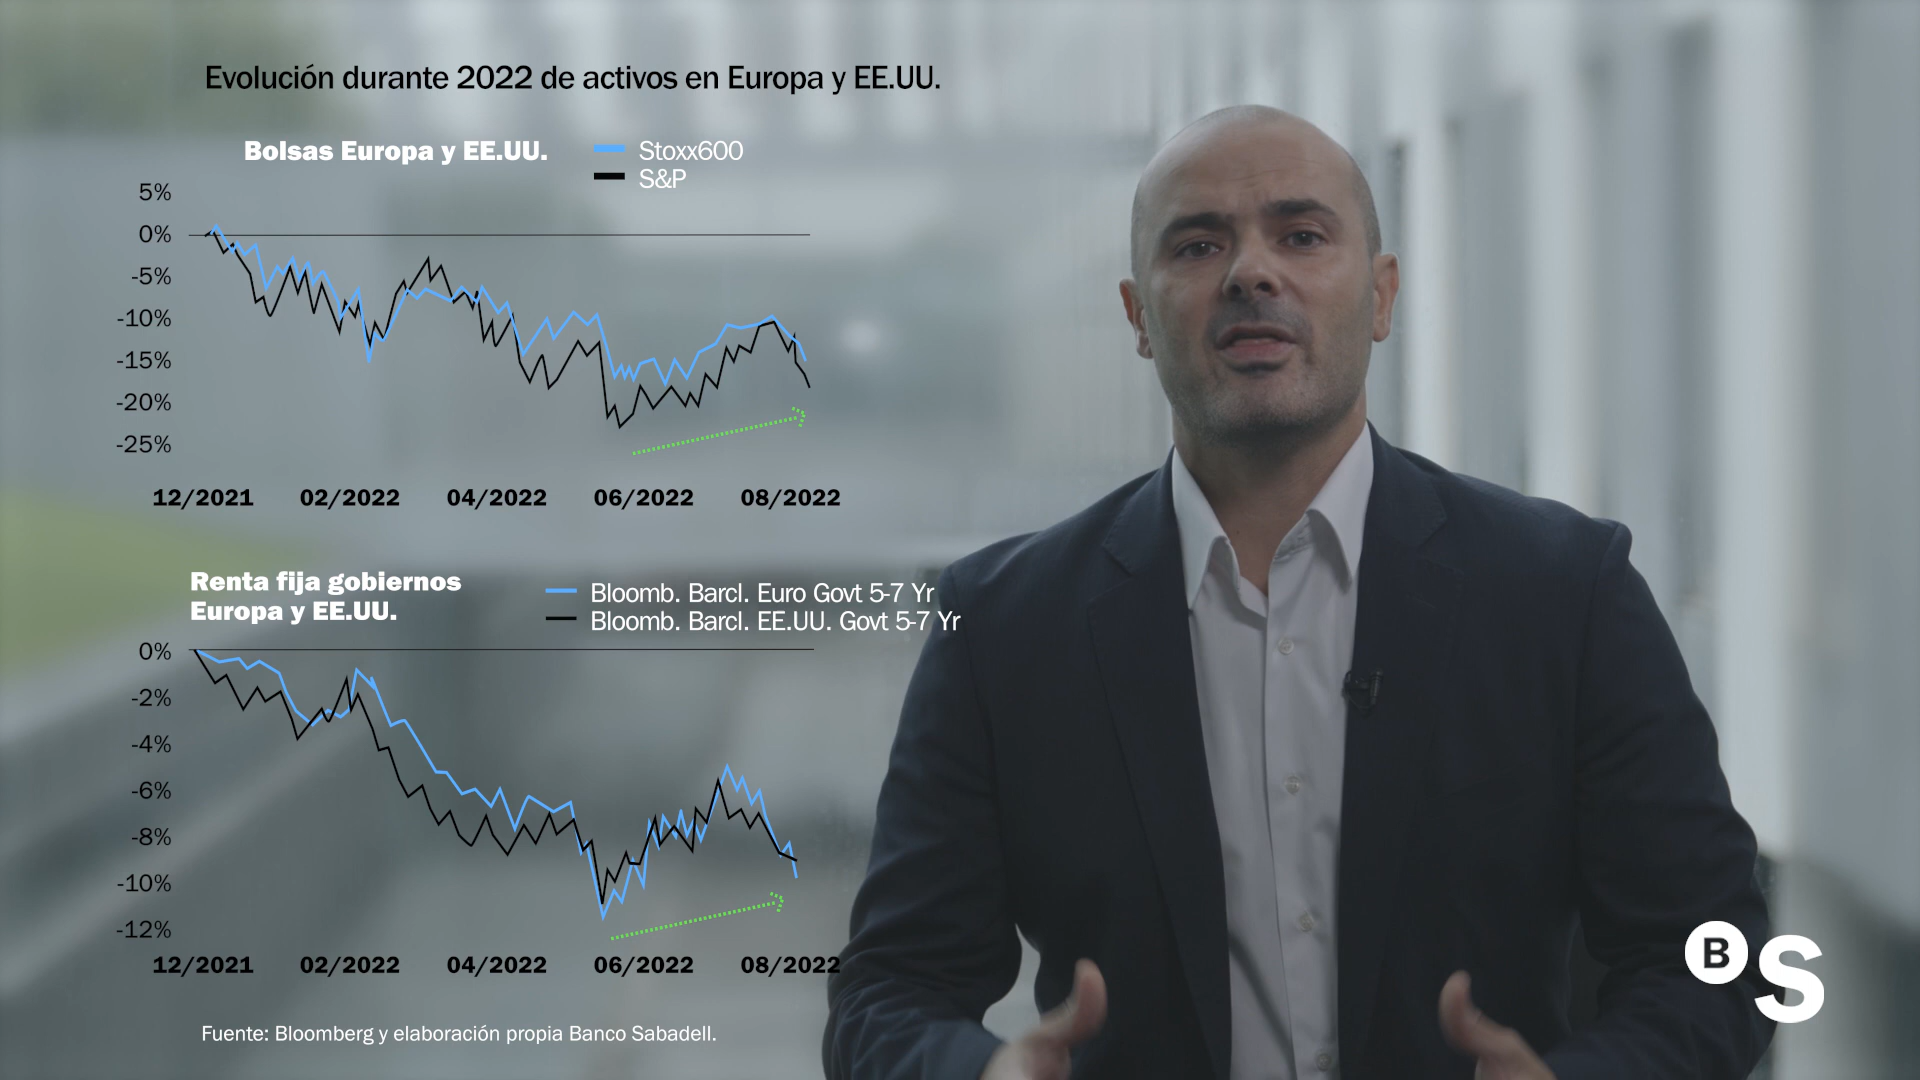 Evolución durante 2022 de activos en Europa y EE.UU.
Bolsas Europa y EE.UU.
Stoxx600
S&P
5%
0%
-5%
-10%
-15%
-20%
-25%
12/2021 02/2022 04/2022 06/2022 08/2022
Renta fija gobiernos
Europa y EE.UU.
Bloomb. Barcl. Euro Govt 5-7 Yr
Bloomb. Barcl. EE.UU. Govt 5-7 Yr
0%
-2%
-4%
-6%
-8%
-10%
-12%
12/2021 02/2022 04/2022 06/2022 08/2022
Fuente: Bloomberg y elaboración propia Banco Sabadell.
B S